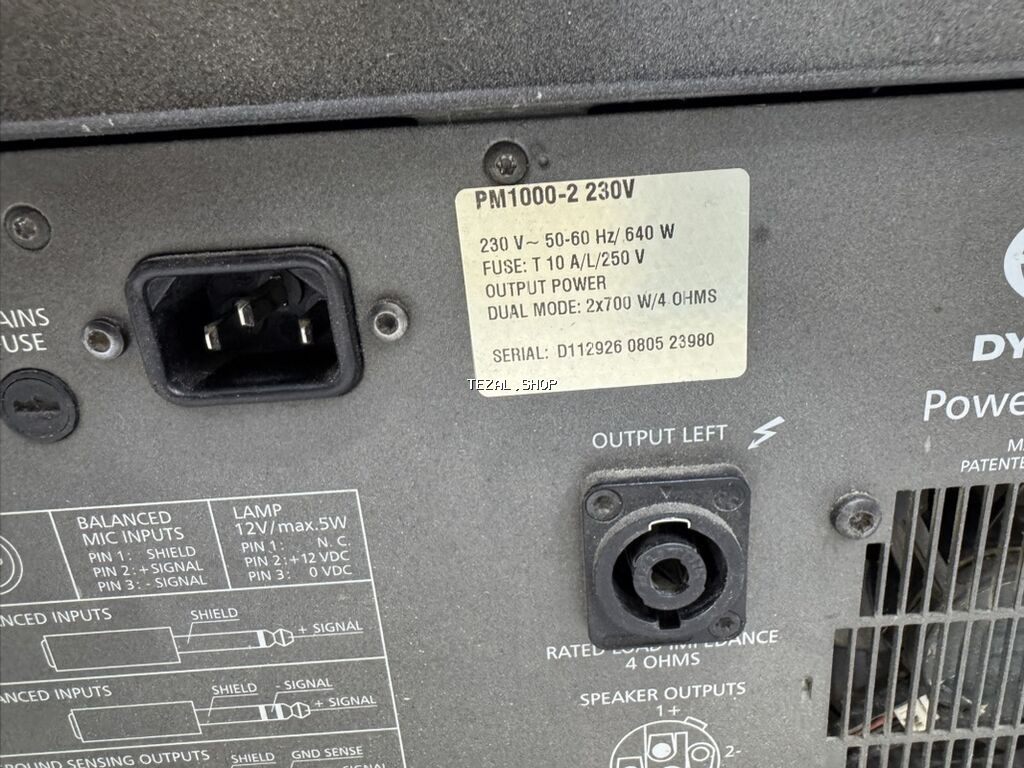 PM1000-2 230V
230 V~ 50-60 Hz/ 640 W
FUSE: T 10 A/L/250 V
OUTPUT POWER
DUAL MODE: 2x700 W/4 OHMS
SERIAL: D112926 0805 23980
TEZAL.SHOP
AINS
USE
DY
Powe
M
PATENTE
OUTPUT LEFT
RATED LOAD IMPEDANCE
4 OHMS
SPEAKER OUTPUTS
1+
2-
BALANCED
MIC INPUTS
PIN 1: SHIELD
PIN 2: +SIGNAL
PIN 3: -SIGNAL
LAMP
12V/max.5W
PIN 1: N. C.
PIN 2: +12 VDC
PIN 3: 0 VDC
ANCED INPUTS
SHIELD
+ SIGNAL
ANCED INPUTS
SHIELD
- SIGNAL
+ SIGNAL
ROUND SENSING OUTPUTS
SHIELD
GND SENSE
SIGNAL